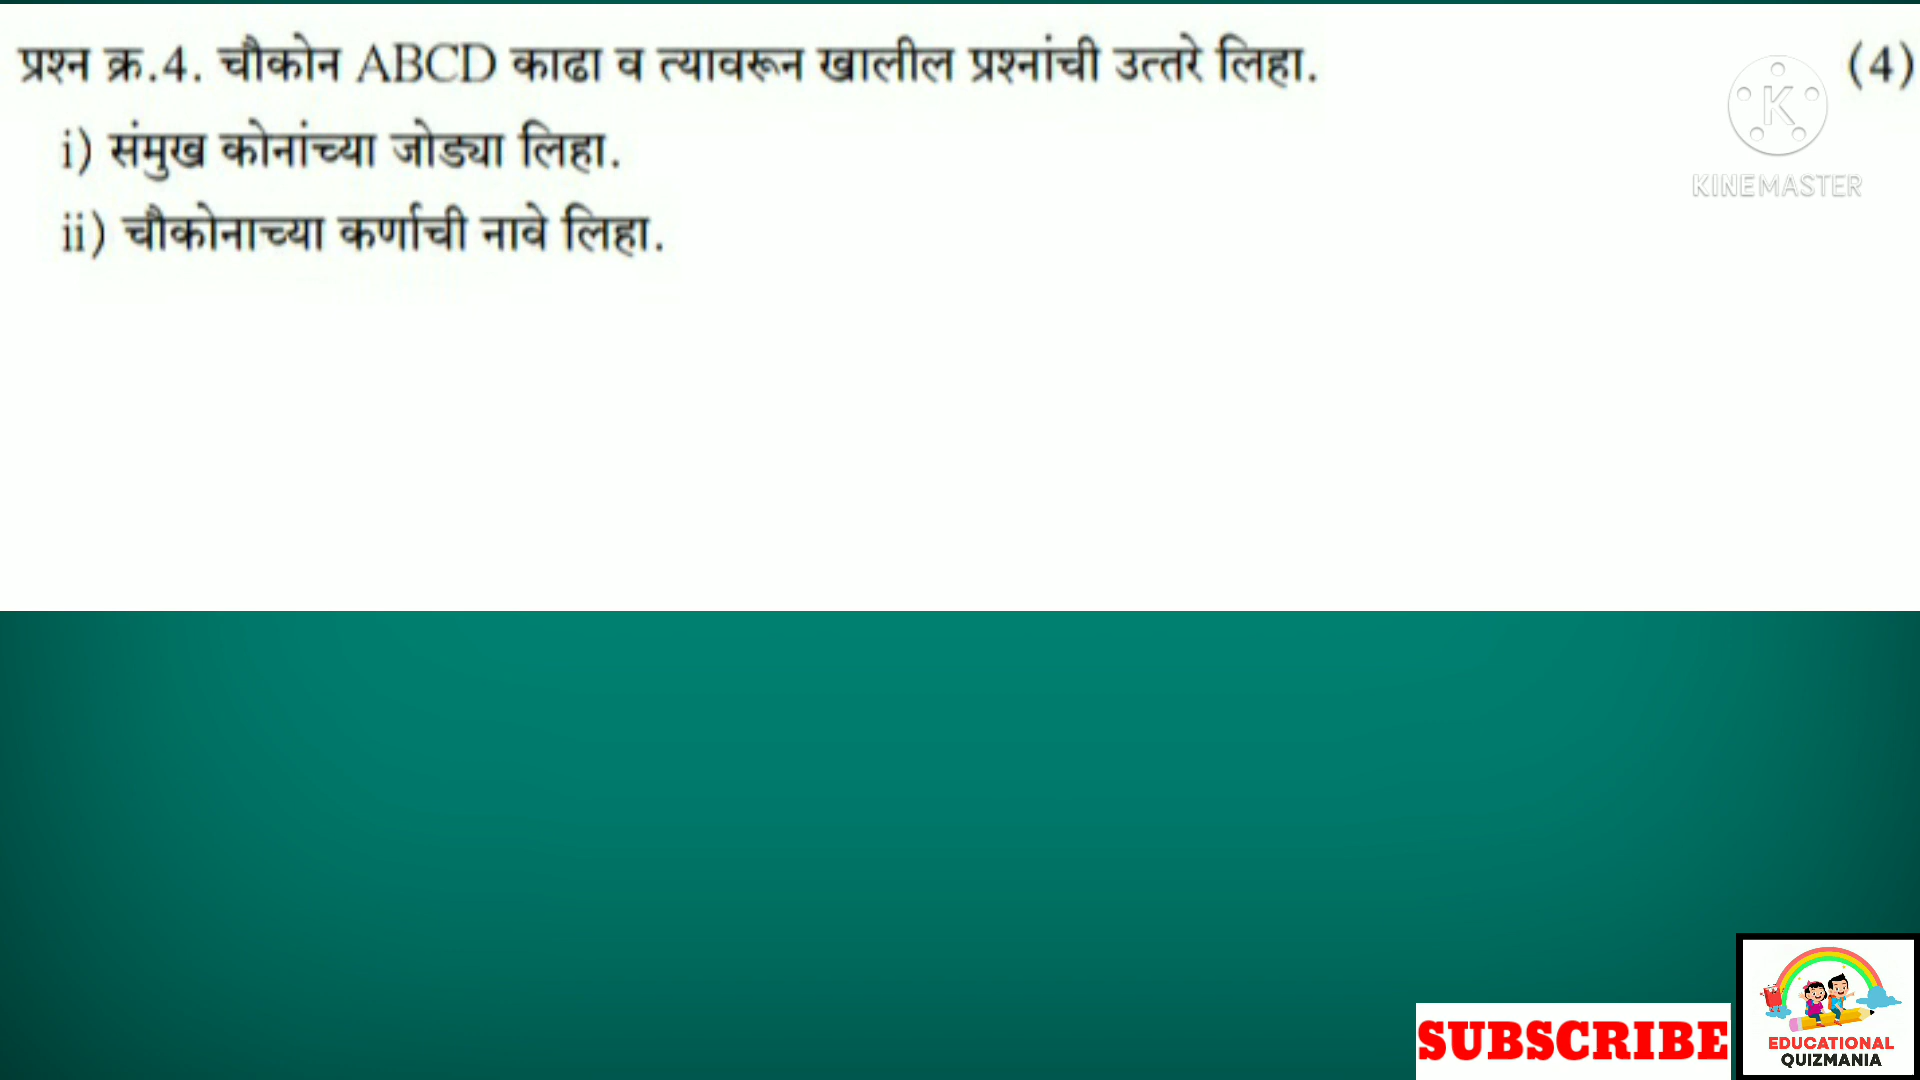 प्रश्न क्र.4. चौकोन ABCD काढा व त्यावरून खालील प्रश्नांची उत्तरे लिहा. (4)
i) संमुख कोनांच्या जोड्या लिहा.
ii) चौकोनाच्या कर्णाची नावे लिहा.
K
KINEMASTER
SUBSCRIBE
EDUCATIONAL
QUIZMANIA